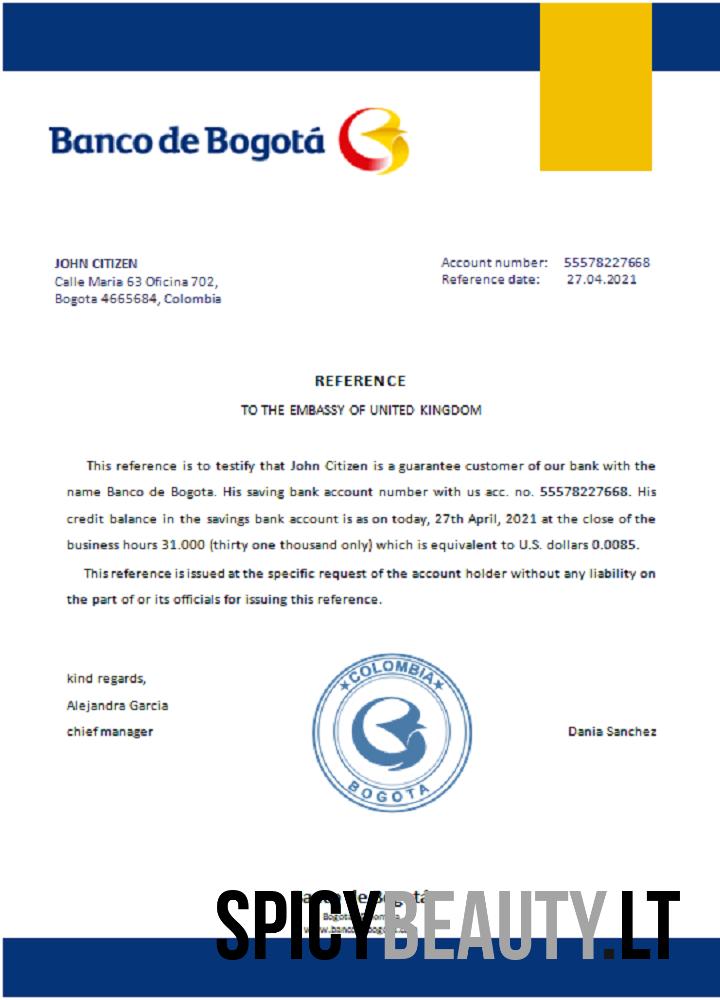 Banco de Bogotá
JOHN CITIZEN
Calle Maria 63 Oficina 702,
Bogota 4665684, Colombia
Account number: 55578227668
Reference date: 27.04.2021
REFERENCE
TO THE EMBASSY OF UNITED KINGDOM
This reference is to testify that John Citizen is a guarantee customer of our bank with the
name Banco de Bogota. His saving bank account number with us acc. no. 55578227668. His
credit balance in the savings bank account is as on today, 27th April, 2021 at the close of the
business hours 31.000 (thirty one thousand only) which is equivalent to U.S. dollars 0.0085.
This reference is issued at the specific request of the account holder without any liability on
the part of or its officials for issuing this reference.
kind regards,
Alejandra Garcia
chief manager
COLOMBIA
BOGOTA
Dania Sanchez
SPICYBEAUTY.LT